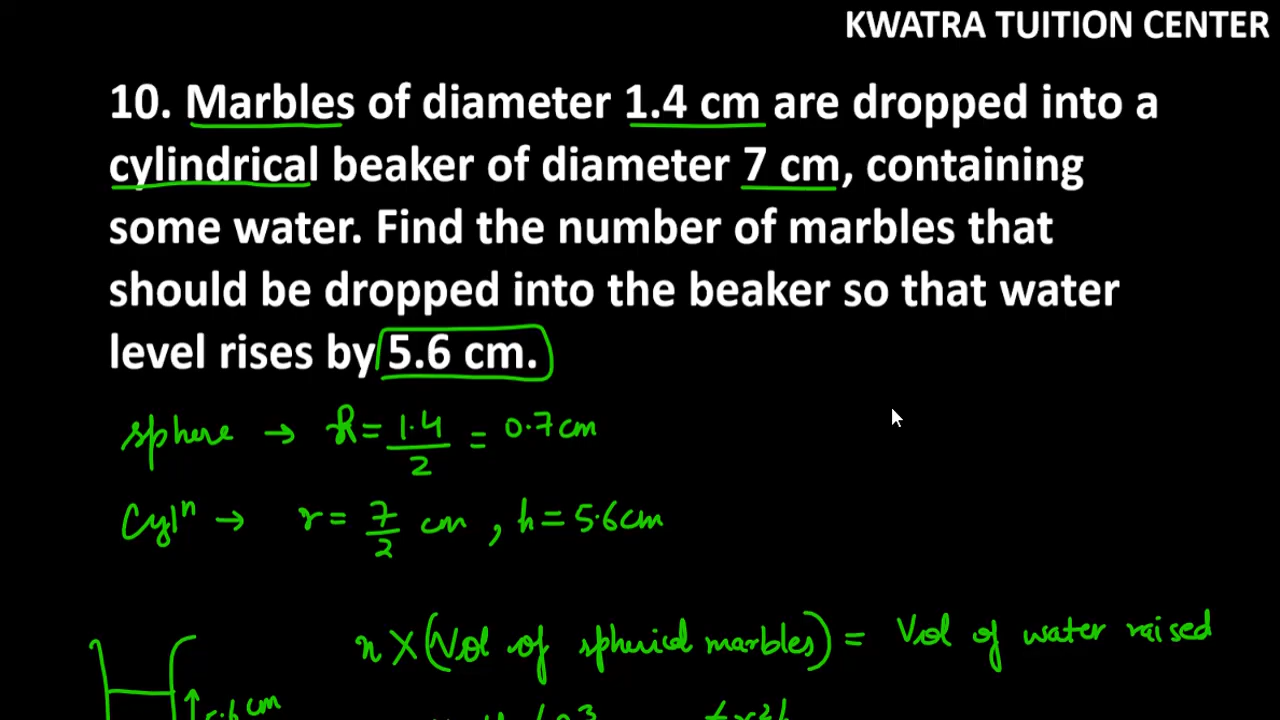 KWATRA TUITION CENTER
10. Marbles of diameter 1.4 cm are dropped into a
cylindrical beaker of diameter 7 cm, containing
some water. Find the number of marbles that
should be dropped into the beaker so that water
level rises by 5.6 cm.
sphere → R = 1.4/2 = 0.7 cm
Cylⁿ → r = 7/2 cm, h = 5.6 cm
n X (Vol of spherical marbles) = Vol of water raised
5.6 cm